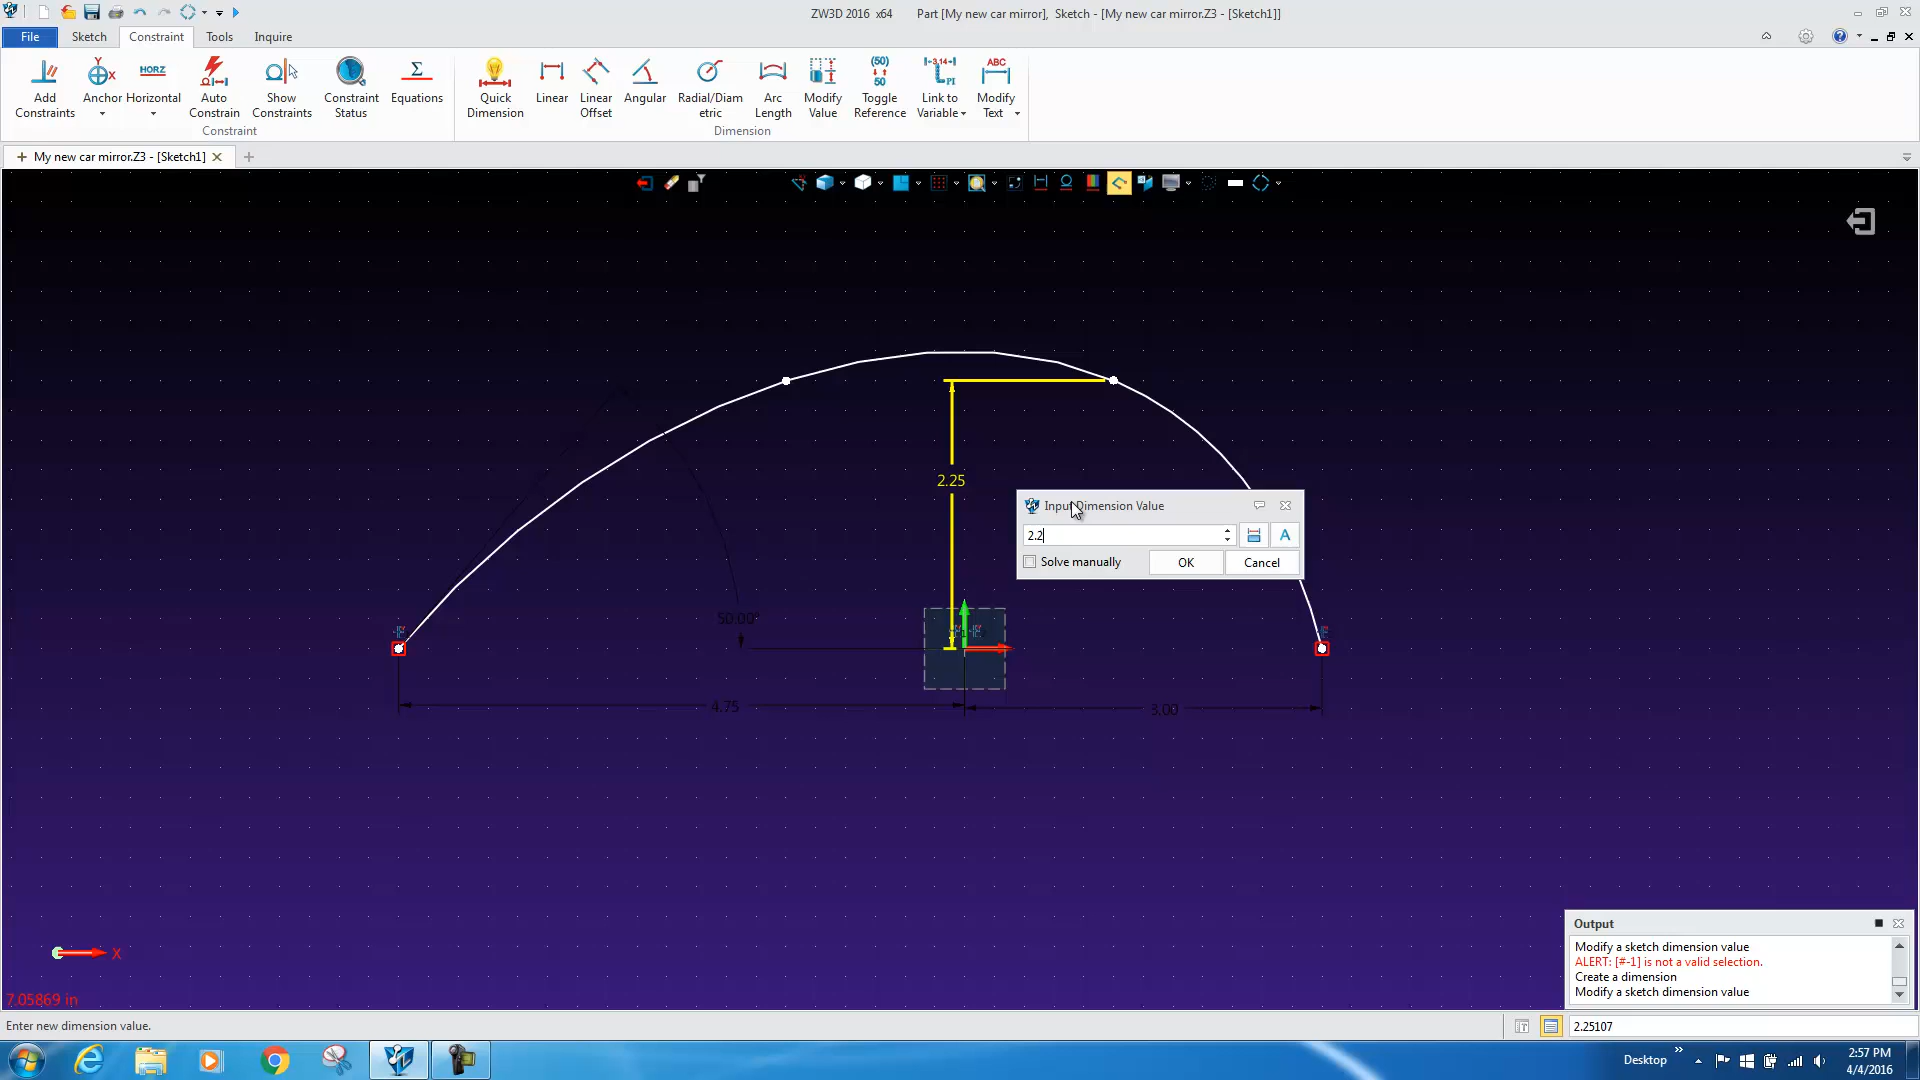 ZW3D 2016 x64 Part [My new car mirror], Sketch - [My new car mirror.Z3 - [Sketch1]]
File Sketch Constraint Tools Inquire
Add Constraints
Anchor
Horizontal
Auto Constrain
Show Constraints
Constraint Status
Equations
Quick Dimension
Linear
Linear Offset
Angular
Radial/Diam etric
Arc Length
Modify Value
Toggle Reference
Link to Variable
Modify Text
Constraint
Dimension
My new car mirror.Z3 - [Sketch1]
2.25
Input Dimension Value
2.2
Solve manually OK Cancel
50.00°
4.75
3.00
X
7.05869 in
Output
Modify a sketch dimension value
ALERT: [#-1] is not a valid selection.
Create a dimension
Modify a sketch dimension value
Enter new dimension value.
2.25107
Desktop
2:57 PM
4/4/2016